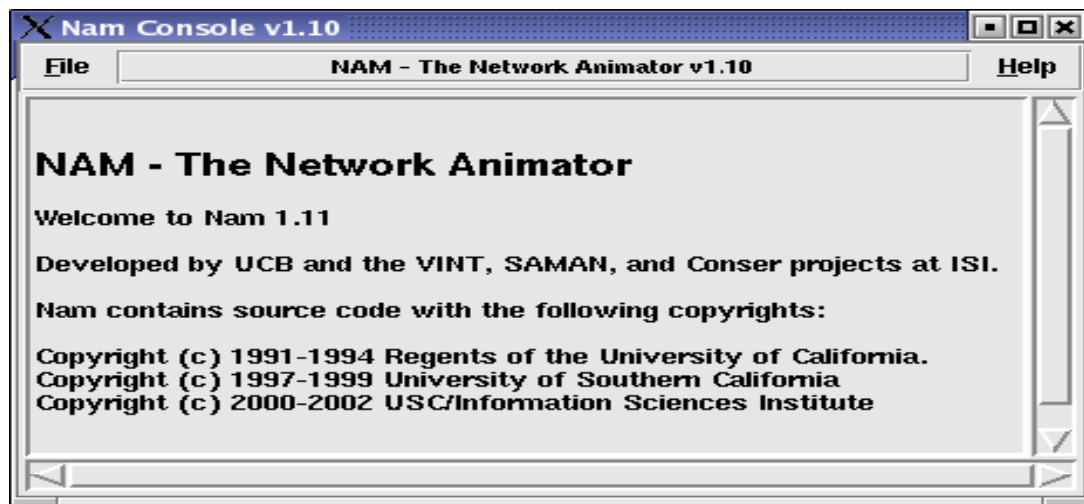 Nam Console v1.10
File NAM - The Network Animator v1.10 Help
NAM - The Network Animator
Welcome to Nam 1.11
Developed by UCB and the VINT, SAMAN, and Conser projects at ISI.
Nam contains source code with the following copyrights:
Copyright (c) 1991-1994 Regents of the University of California.
Copyright (c) 1997-1999 University of Southern California
Copyright (c) 2000-2002 USC/Information Sciences Institute